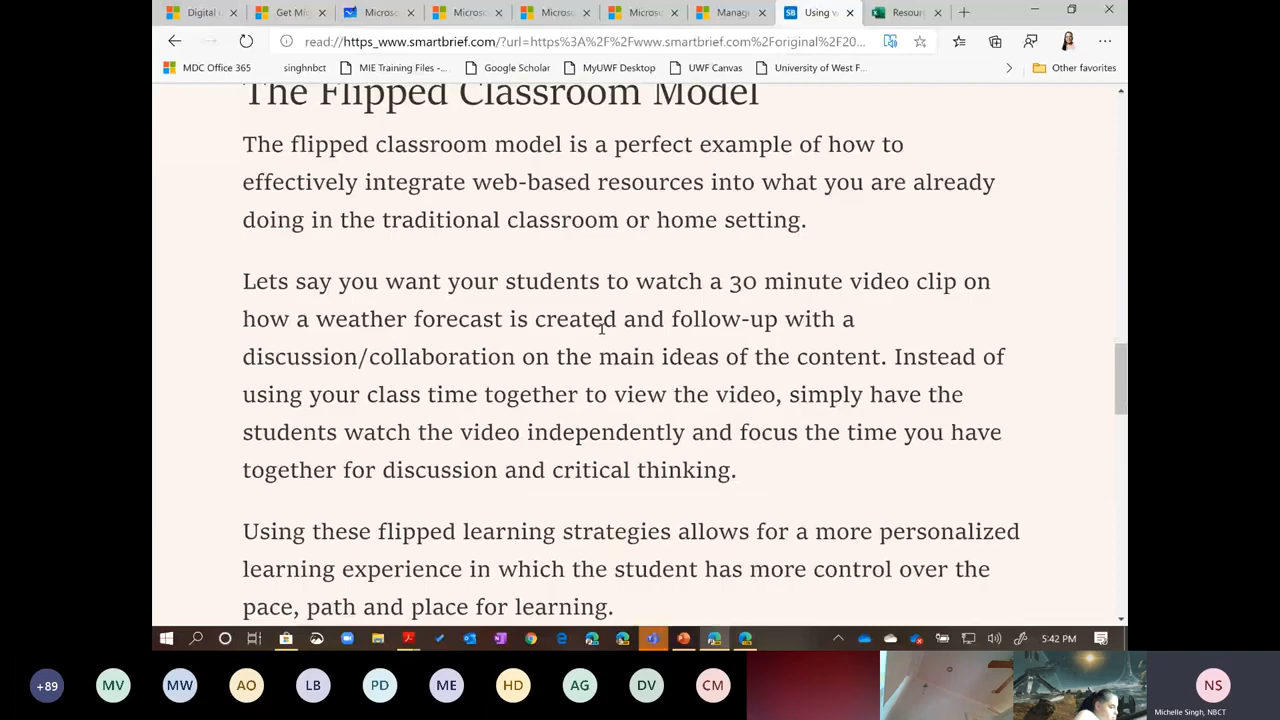 Digital
Get Mi
Microso
Microso
Microso
Microso
Manage
Using w
Resour
read://https_www.smartbrief.com/?url=https%3A%2F%2Fwww.smartbrief.com%2Foriginal%2F20...
MDC Office 365
singhnbct
MIE Training Files -...
Google Scholar
MyUWF Desktop
UWF Canvas
University of West F...
Other favorites
The Flipped Classroom Model
The flipped classroom model is a perfect example of how to
effectively integrate web-based resources into what you are already
doing in the traditional classroom or home setting.
Lets say you want your students to watch a 30 minute video clip on
how a weather forecast is created and follow-up with a
discussion/collaboration on the main ideas of the content. Instead of
using your class time together to view the video, simply have the
students watch the video independently and focus the time you have
together for discussion and critical thinking.
Using these flipped learning strategies allows for a more personalized
learning experience in which the student has more control over the
pace, path and place for learning.
5:42 PM
+89
MV
MW
AO
LB
PD
ME
HD
AG
DV
CM
NS
Michelle Singh, NBCT